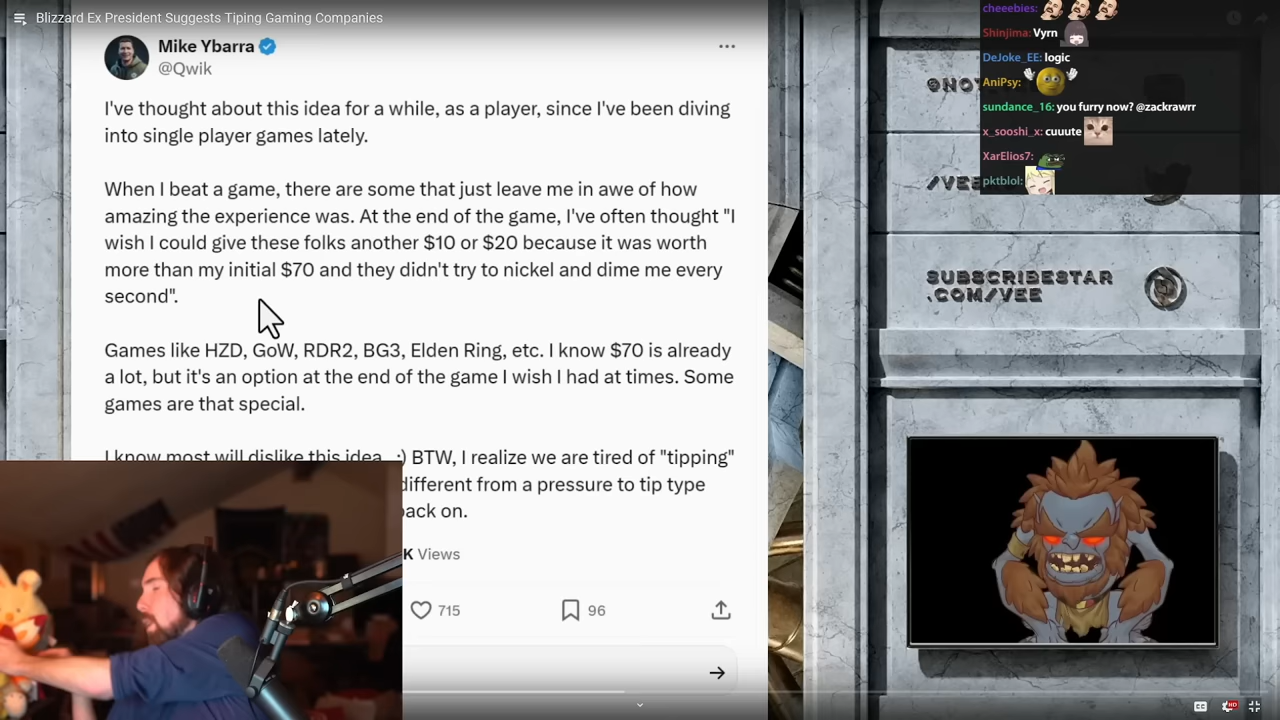 Blizzard Ex President Suggests Tiping Gaming Companies
Mike Ybarra
@Qwik
I've thought about this idea for a while, as a player, since I've been diving
into single player games lately.
When I beat a game, there are some that just leave me in awe of how
amazing the experience was. At the end of the game, I've often thought "I
wish I could give these folks another $10 or $20 because it was worth
more than my initial $70 and they didn't try to nickel and dime me every
second".
Games like HZD, GoW, RDR2, BG3, Elden Ring, etc. I know $70 is already
a lot, but it's an option at the end of the game I wish I had at times. Some
games are that special.
I know most will dislike this idea. :) BTW, I realize we are tired of "tipping"
different from a pressure to tip type
back on.
K Views
715
96
cheeebies:
Shinjima: Vyrn
DeJoke_EE: logic
AniPsy:
sundance_16: you furry now? @zackrawrr
x_sooshi_x: cuuute
XarElios7:
pktblol:
@NO
/VEE
SUBSCRIBESTAR
.COM/VEE
CC
HD